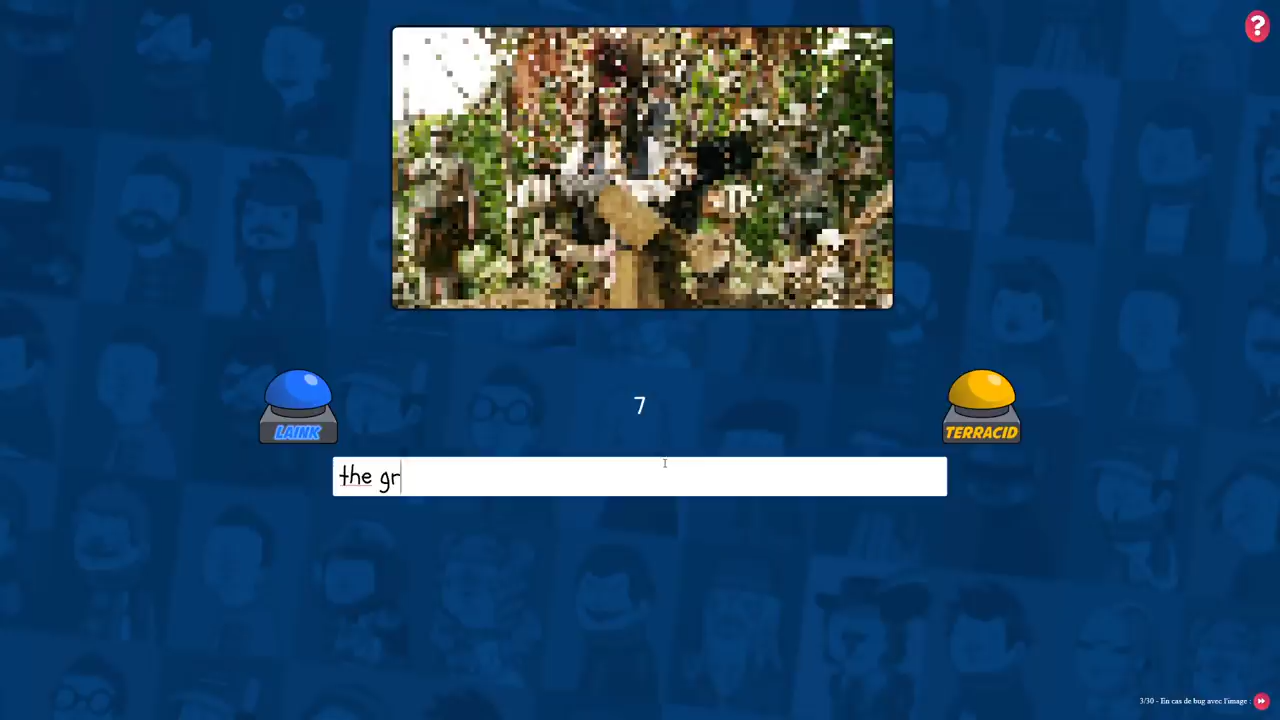 ?
7
LAINK
TERRACID
the gr
3/30 - En cas de bug avec l'image :